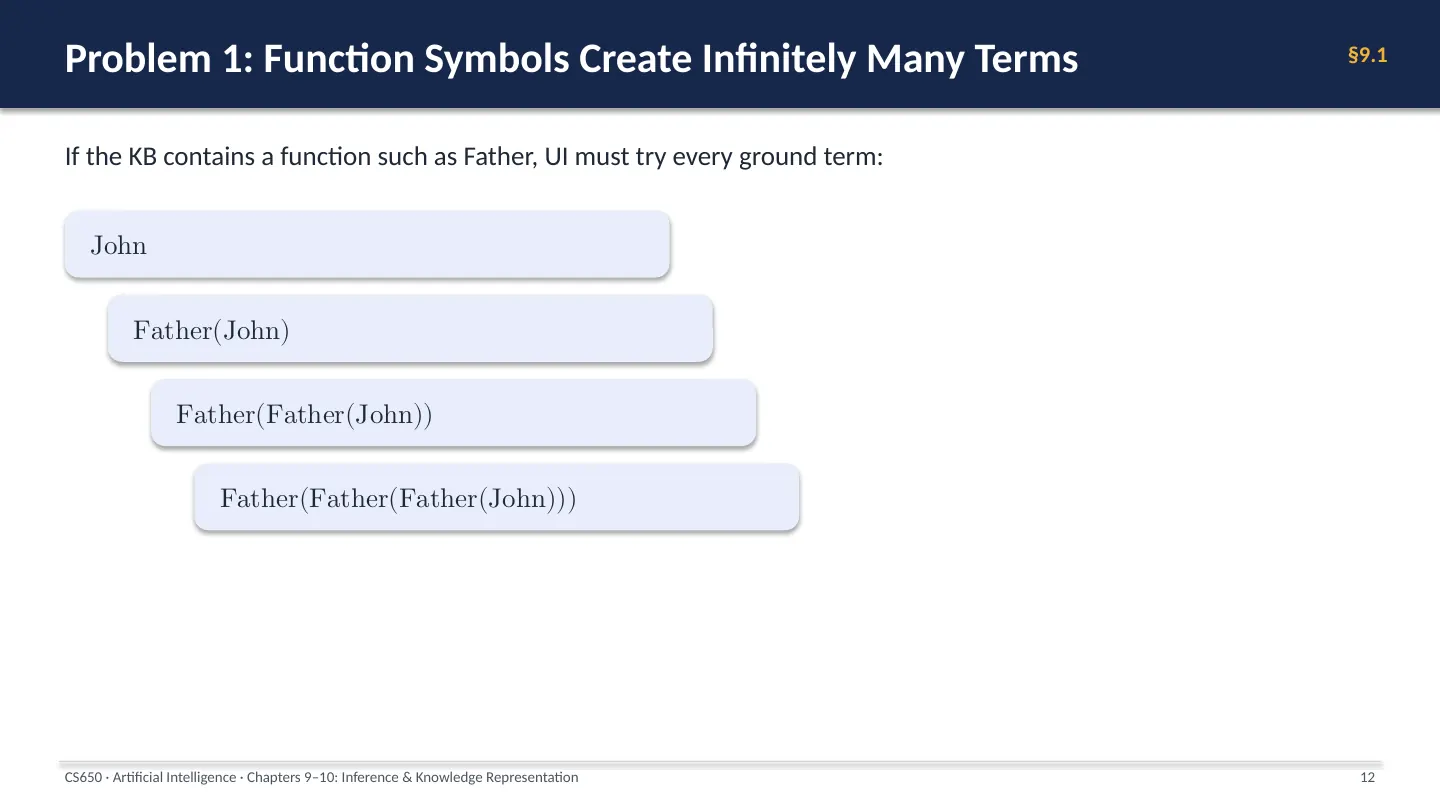 Problem 1: Function Symbols Create Infinitely Many Terms
§9.1
If the KB contains a function such as Father, UI must try every ground term:
John
Father(John)
Father(Father(John))
Father(Father(Father(John)))
CS650 · Artificial Intelligence · Chapters 9–10: Inference & Knowledge Representation
12